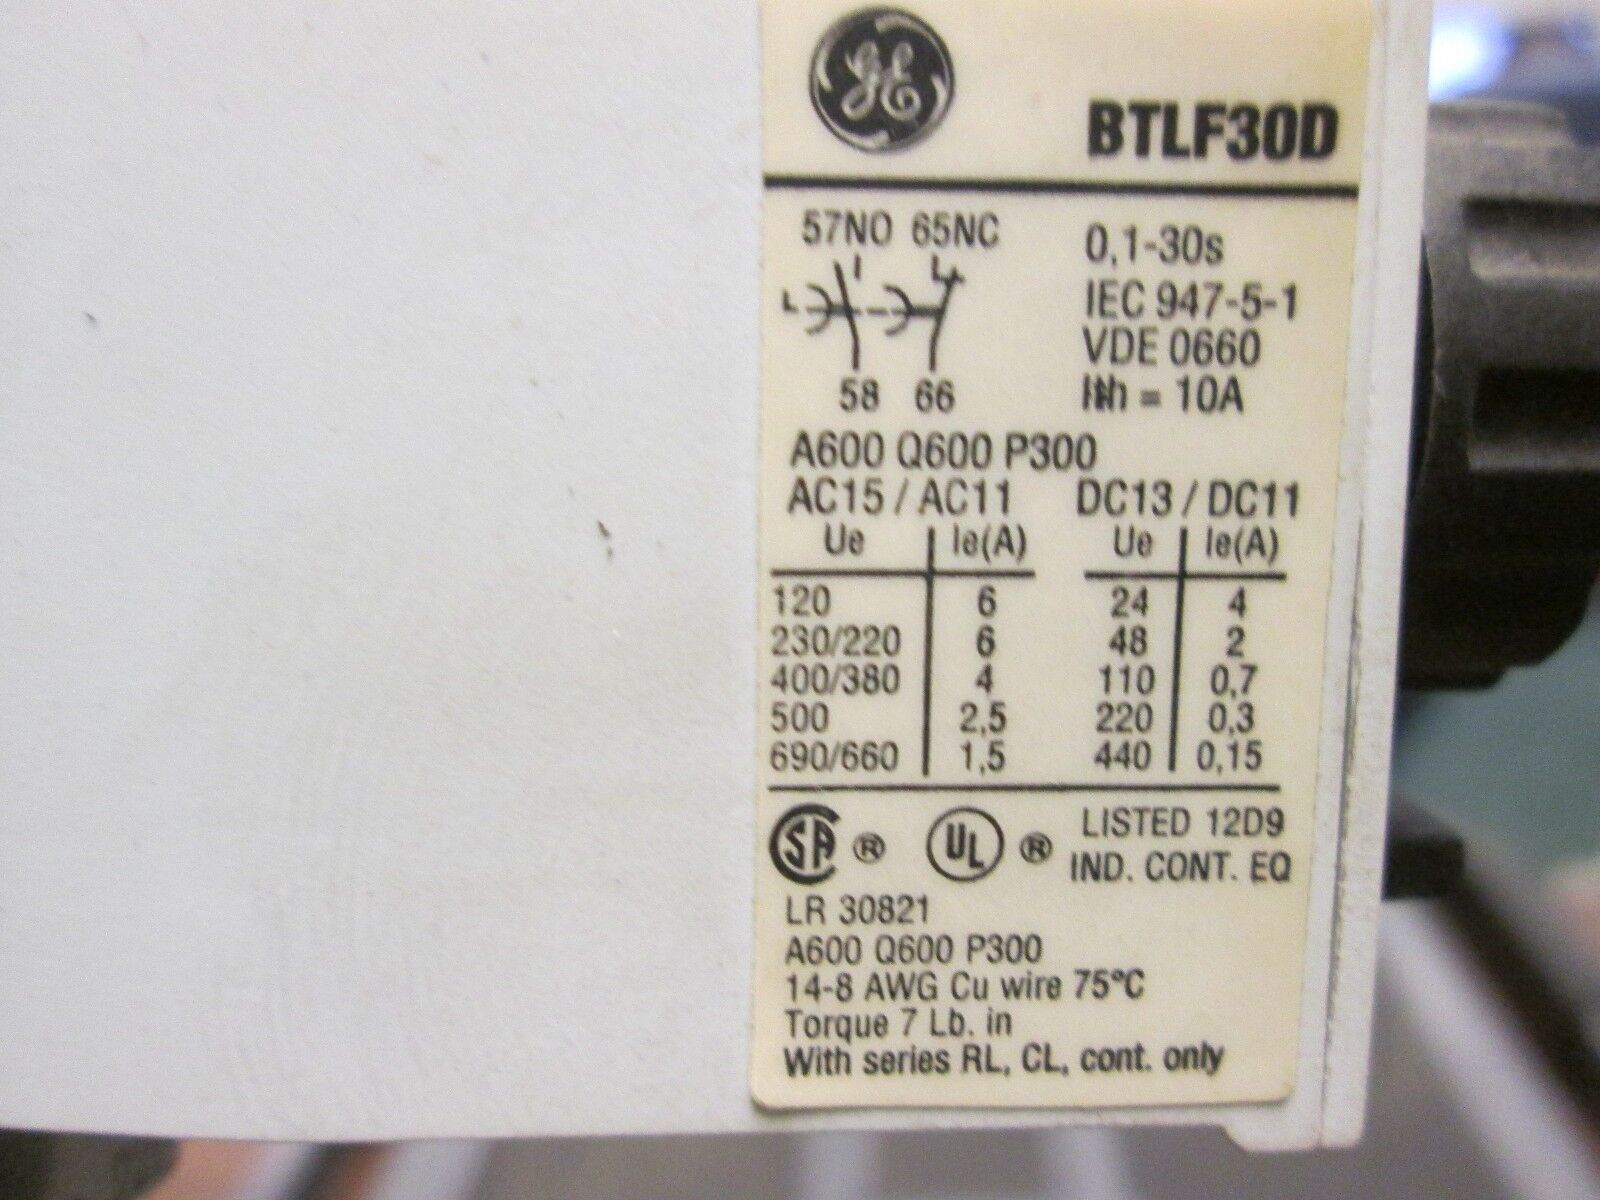 GE
BTLF30D
57NO 65NC
0,1-30s
IEC 947-5-1
VDE 0660
58 66
= 10A
A600 Q600 P300
AC15 / AC11 DC13 / DC11
Ue Ie(A) Ue Ie(A)
120 6 24 4
230/220 6 48 2
400/380 4 110 0,7
500 2,5 220 0,3
690/660 1,5 440 0,15
SA ® UL ® LISTED 12D9
IND. CONT. EQ
LR 30821
A600 Q600 P300
14-8 AWG Cu wire 75°C
Torque 7 Lb. in
With series RL, CL, cont. only